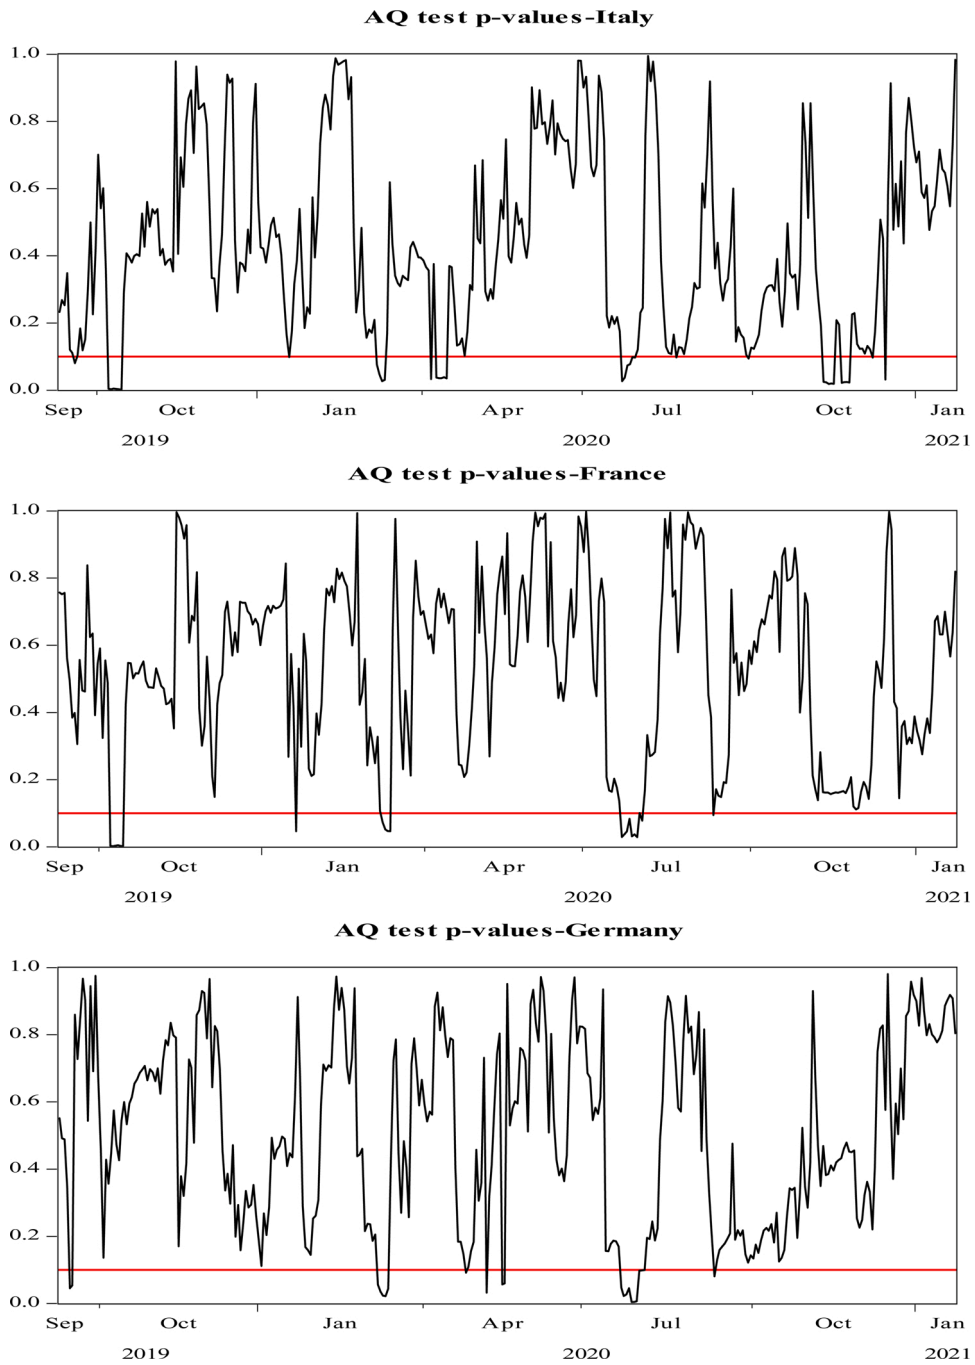 AQ test p-values-Italy
1.0
0.8
0.6
0.4
0.2
0.0
Sep Oct Jan Apr Jul Oct Jan
2019 2020 2021
AQ test p-values-France
1.0
0.8
0.6
0.4
0.2
0.0
Sep Oct Jan Apr Jul Oct Jan
2019 2020 2021
AQ test p-values-Germany
1.0
0.8
0.6
0.4
0.2
0.0
Sep Oct Jan Apr Jul Oct Jan
2019 2020 2021